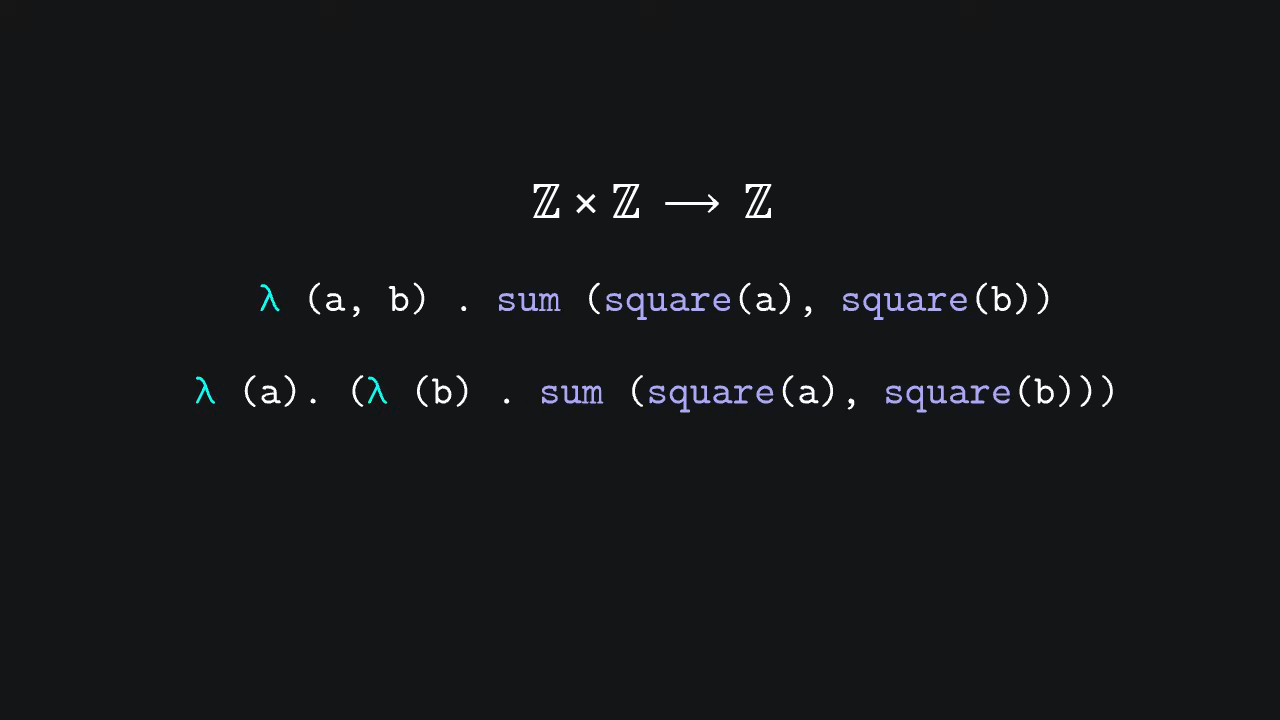 ℤ × ℤ ⟶ ℤ
λ (a, b) . sum (square(a), square(b))
λ (a). (λ (b) . sum (square(a), square(b)))